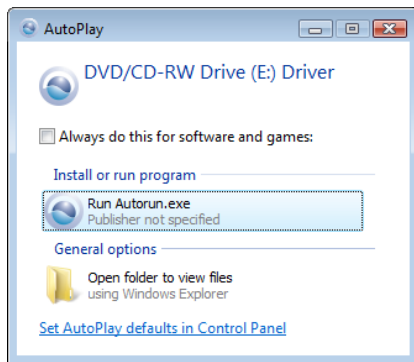 AutoPlay
DVD/CD-RW Drive (E:) Driver
Always do this for software and games:
Install or run program
Run Autorun.exe
Publisher not specified
General options
Open folder to view files
using Windows Explorer
Set AutoPlay defaults in Control Panel